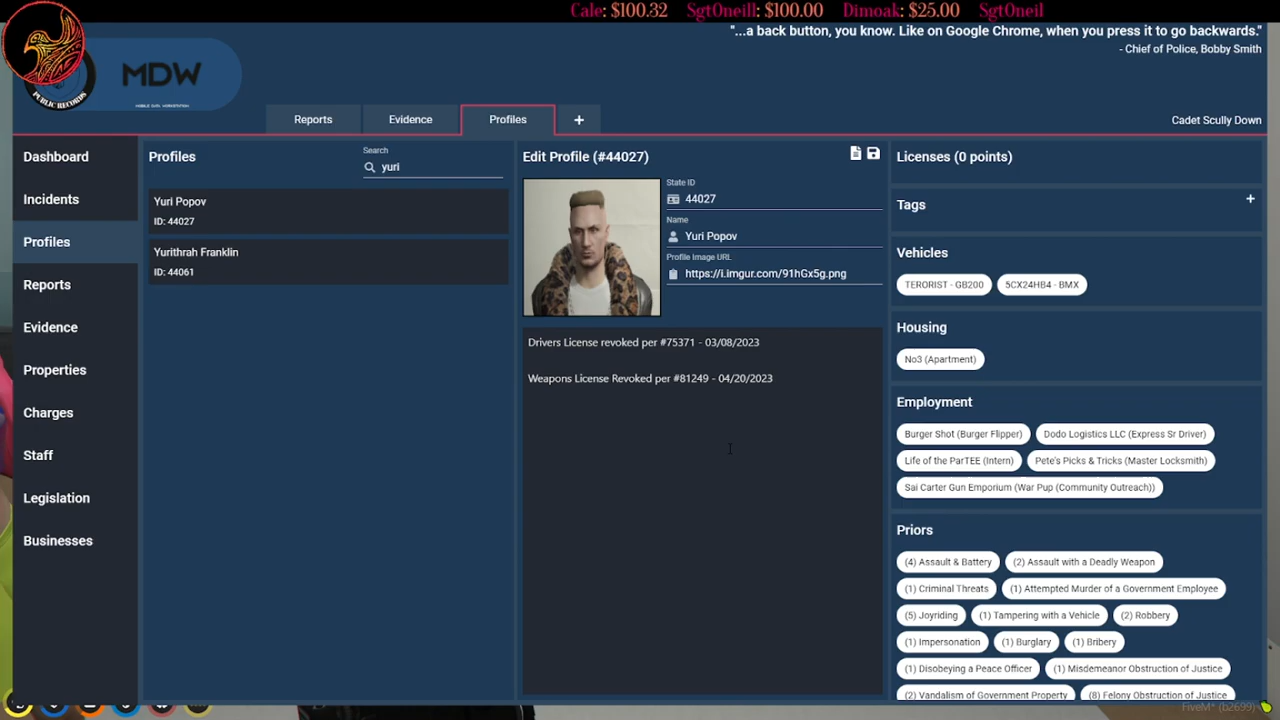 Cale: $100.32 SgtOneill: $100.00 Dimoak: $25.00 SgtOneil
"...a back button, you know. Like on Google Chrome, when you press it to go backwards."
- Chief of Police, Bobby Smith
PUBLIC RECORDS
MDW
MOBILE DATA WORKSTATION
Reports
Evidence
Profiles
+
Cadet Scully Down
Dashboard
Incidents
Profiles
Reports
Evidence
Properties
Charges
Staff
Legislation
Businesses
Profiles
Search
yuri
Yuri Popov
ID: 44027
Yurithrah Franklin
ID: 44061
Edit Profile (#44027)
State ID
44027
Name
Yuri Popov
Profile Image URL
https://i.imgur.com/91hGx5g.png
Drivers License revoked per #75371 - 03/08/2023
Weapons License Revoked per #81249 - 04/20/2023
Licenses (0 points)
Tags
+
Vehicles
TERORIST - GB200 5CX24HB4 - BMX
Housing
No3 (Apartment)
Employment
Burger Shot (Burger Flipper) Dodo Logistics LLC (Express Sr Driver)
Life of the ParTEE (Intern) Pete's Picks & Tricks (Master Locksmith)
Sai Carter Gun Emporium (War Pup (Community Outreach))
Priors
(4) Assault & Battery (2) Assault with a Deadly Weapon
(1) Criminal Threats (1) Attempted Murder of a Government Employee
(5) Joyriding (1) Tampering with a Vehicle (2) Robbery
(1) Impersonation (1) Burglary (1) Bribery
(1) Disobeying a Peace Officer (1) Misdemeanor Obstruction of Justice
(2) Vandalism of Government Property (8) Felony Obstruction of Justice
FiveM* (b2699)